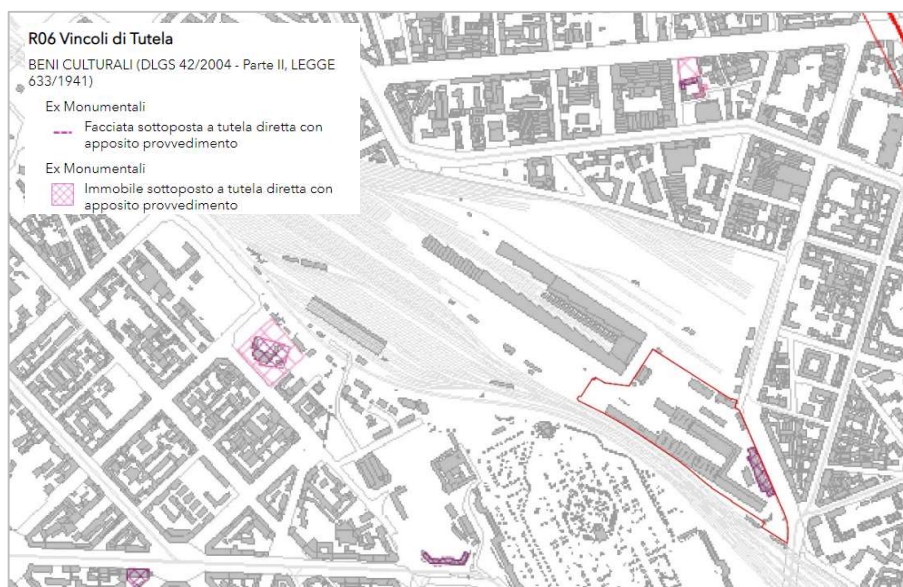 R06 Vincoli di Tutela
BENI CULTURALI (DLGS 42/2004 - Parte II, LEGGE
633/1941)
Ex Monumentali
Facciata sottoposta a tutela diretta con
apposito provvedimento
Ex Monumentali
Immobile sottoposto a tutela diretta con
apposito provvedimento